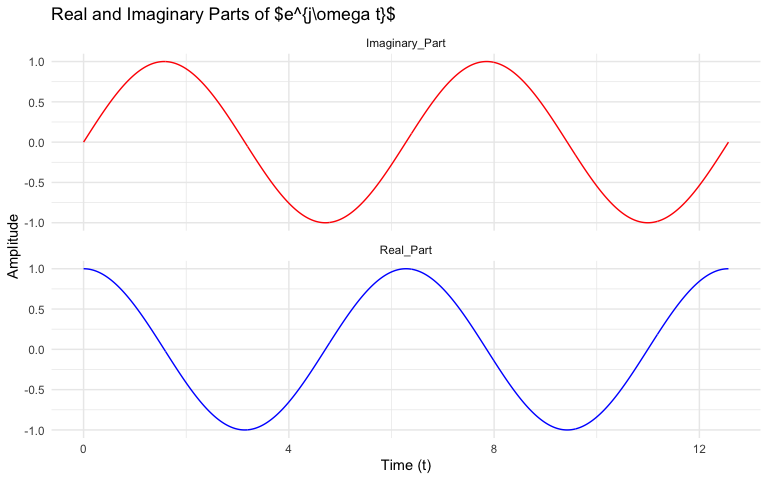 Real and Imaginary Parts of $e^{j\omega t}$
Imaginary_Part
1.0
0.5
0.0
-0.5
-1.0
Amplitude
Real_Part
1.0
0.5
0.0
-0.5
-1.0
0 4 8 12
Time (t)